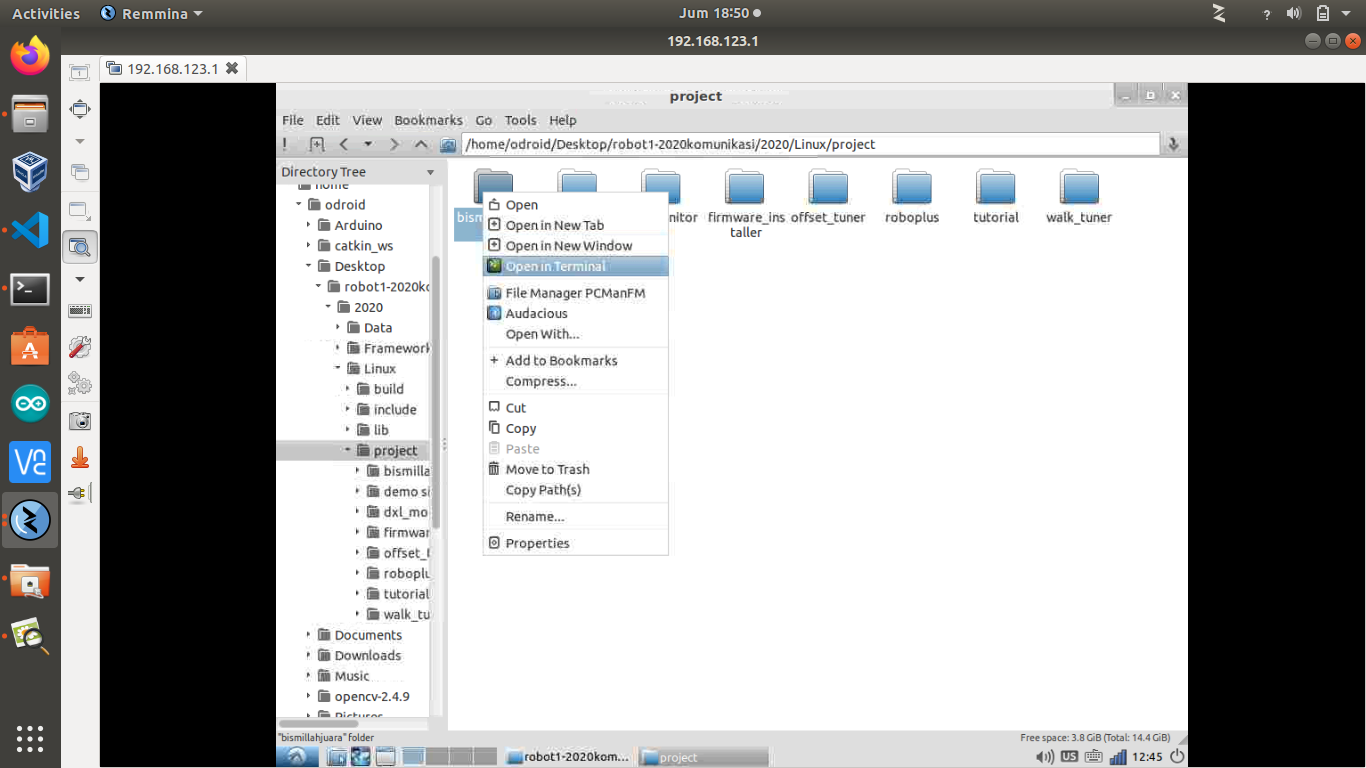 Activities Remmina Jum 18:50
192.168.123.1
192.168.123.1
project
File Edit View Bookmarks Go Tools Help
/home/odroid/Desktop/robot1-2020komunikasi/2020/Linux/project
Directory Tree
home
odroid
Arduino
catkin_ws
Desktop
robot1-2020ko
2020
Data
Framework
Linux
build
include
lib
project
bismilla
demo si
dxl_mo
firmwar
offset_t
roboplu
tutorial
walk_tu
Documents
Downloads
Music
opencv-2.4.9
Pictures
bis
nitor
firmware_ins
taller
offset_tuner
roboplus
tutorial
walk_tuner
Open
Open in New Tab
Open in New Window
Open in Terminal
File Manager PCManFM
Audacious
Open With...
Add to Bookmarks
Compress...
Cut
Copy
Paste
Move to Trash
Copy Path(s)
Rename...
Properties
"bismillahjuara" folder
Free space: 3.8 GiB (Total: 14.4 GiB)
robot1-2020kom...
project
US
12:45